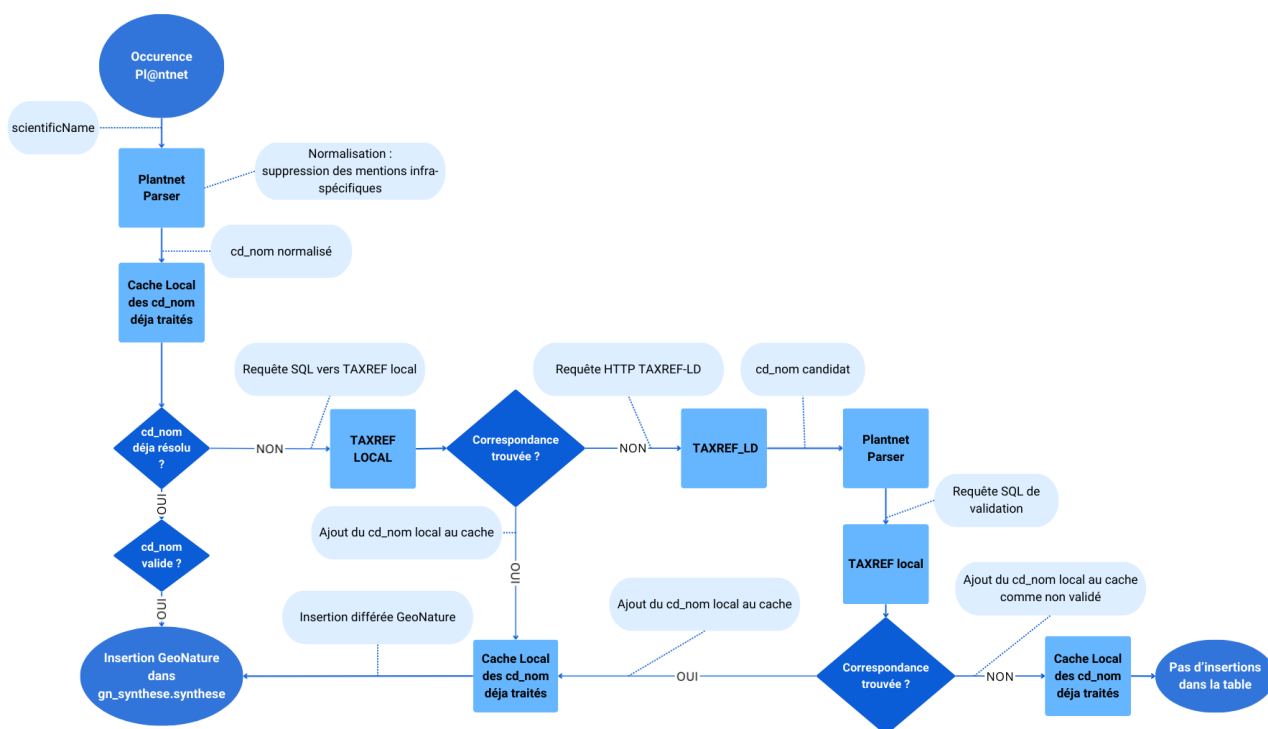 Occurence
Pl@ntnet
scientificName
Plantnet
Parser
Normalisation :
suppression des mentions infra-
spécifiques
cd_nom normalisé
Cache Local
des cd_nom
déja traités
Requête SQL vers TAXREF local
Requête HTTP TAXREF-LD
cd_nom candidat
cd_nom
déja résolu
?
NON
TAXREF
LOCAL
Correspondance
trouvée ?
NON
TAXREF_LD
Plantnet
Parser
OUI
Requête SQL de
validation
Ajout du cd_nom local au cache
cd_nom
valide ?
OUI
TAXREF local
OUI
Insertion différée GeoNature
Ajout du cd_nom local au cache
Ajout du cd_nom local au cache
comme non validé
Insertion GeoNature
dans
gn_synthese.synthese
Cache Local
des cd_nom
déja traités
OUI
Correspondance
trouvée ?
NON
Cache Local
des cd_nom
déja traités
Pas d'insertions
dans la table